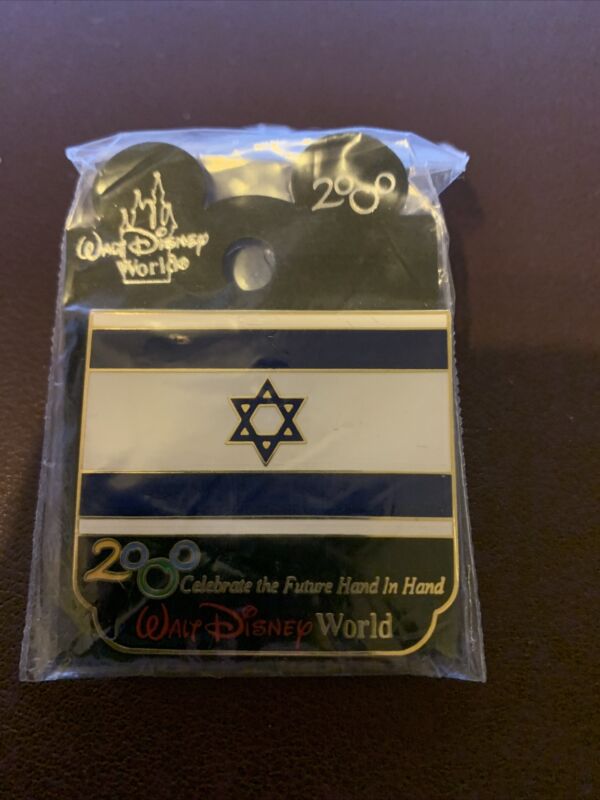 Walt Disney
World®
2000
2000 Celebrate the Future Hand In Hand
Walt Disney World